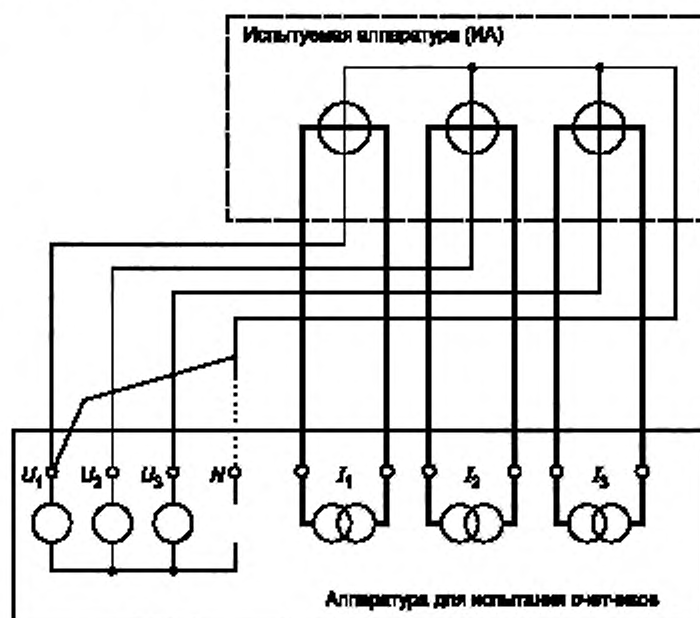 Испытуемая аппаратура (ИА)
U1 U2 U3 N I1 I2 I3
Аппаратура для испытания счетчиков